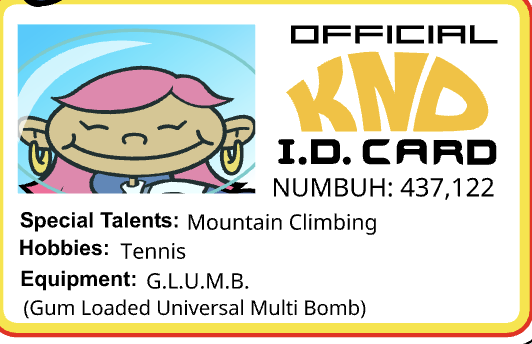 OFFICIAL
KND
I.D. CARD
NUMBUH: 437,122
Special Talents: Mountain Climbing
Hobbies: Tennis
Equipment: G.L.U.M.B.
(Gum Loaded Universal Multi Bomb)